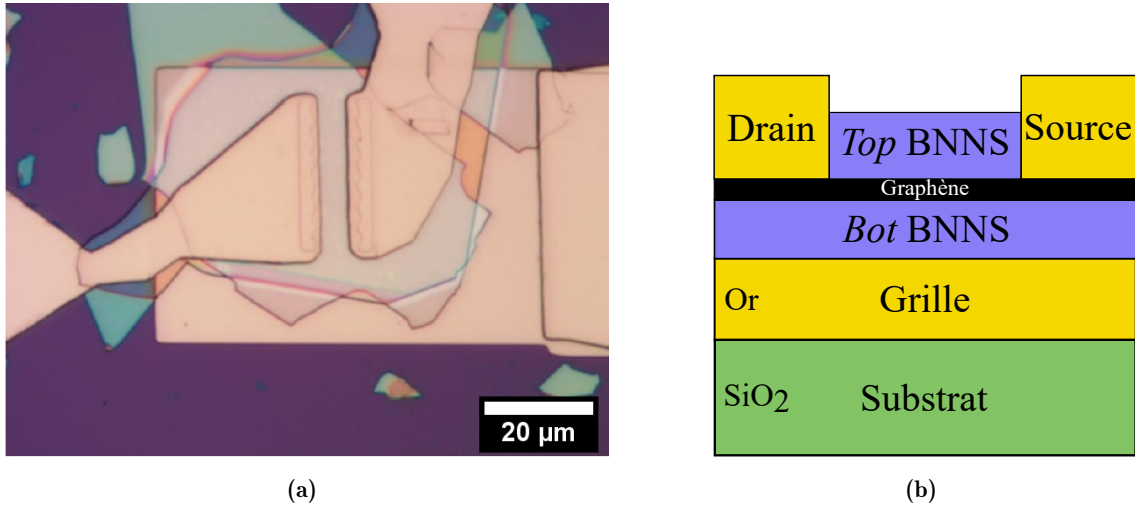 20 µm
(a)
Drain
Top BNNS
Source
Graphène
Bot BNNS
Or
Grille
SiO2
Substrat
(b)